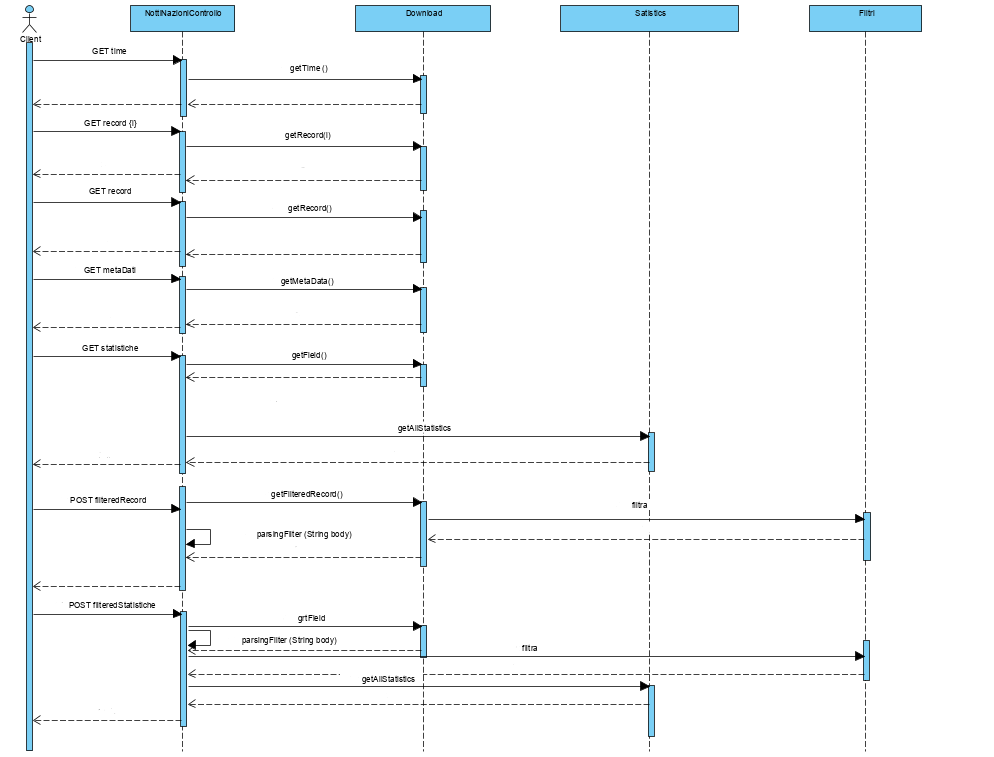 NottiNazioniControllo
Download
Satistics
Filtri
Client
GET time
getTime ()
GET record {i}
getRecord(i)
GET record
getRecord()
GET metaDati
getMetaData()
GET statistiche
getField()
getAllStatistics
POST filteredRecord
getFilteredRecord()
filtra
parsingFilter (String body)
POST filteredStatistiche
grtField
parsingFilter (String body)
filtra
getAllStatistics